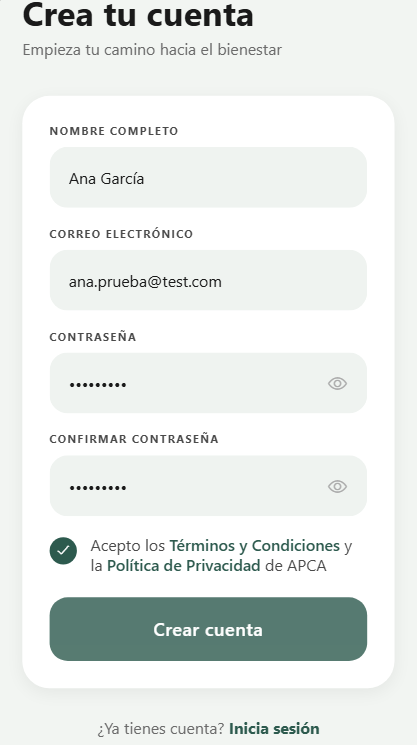 Crea tu cuenta
Empieza tu camino hacia el bienestar
NOMBRE COMPLETO
Ana García
CORREO ELECTRÓNICO
ana.prueba@test.com
CONTRASEÑA
•••••••••
CONFIRMAR CONTRASEÑA
•••••••••
Acepto los Términos y Condiciones y
la Política de Privacidad de APCA
Crear cuenta
¿Ya tienes cuenta? Inicia sesión